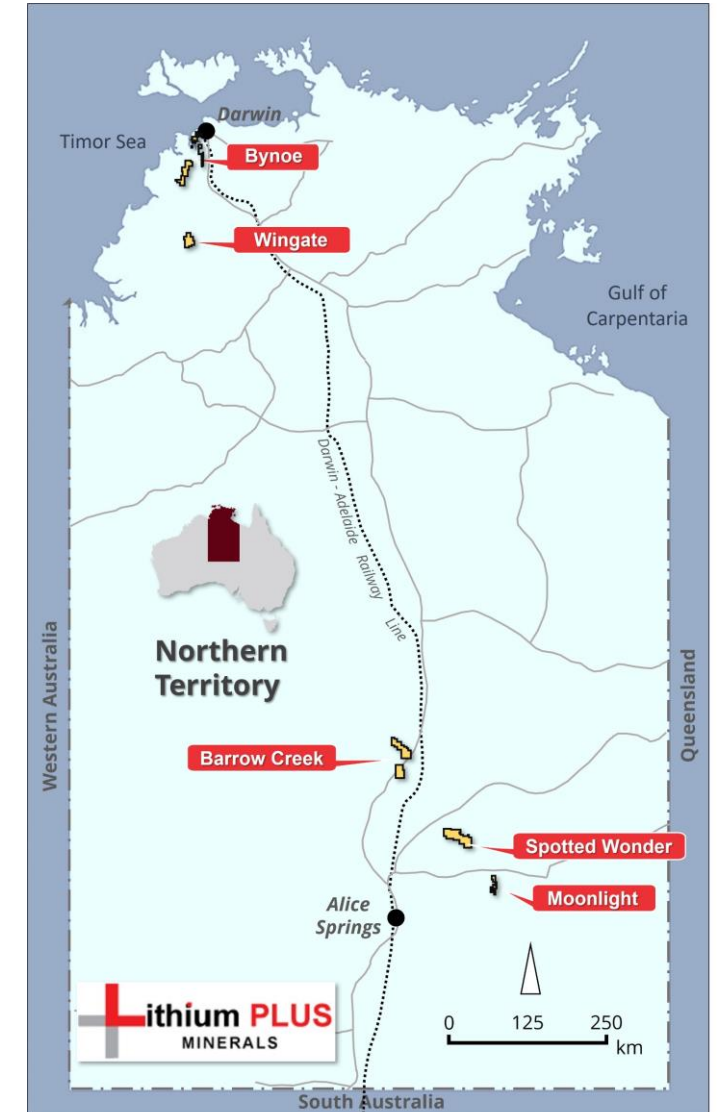 Darwin
Timor Sea
Bynoe
Wingate
Gulf of
Carpentaria
Darwin - Adelaide Railway Line
Northern
Territory
Western Australia
Queensland
Barrow Creek
Spotted Wonder
Moonlight
Alice
Springs
Lithium PLUS
MINERALS
0 125 250
km
South Australia